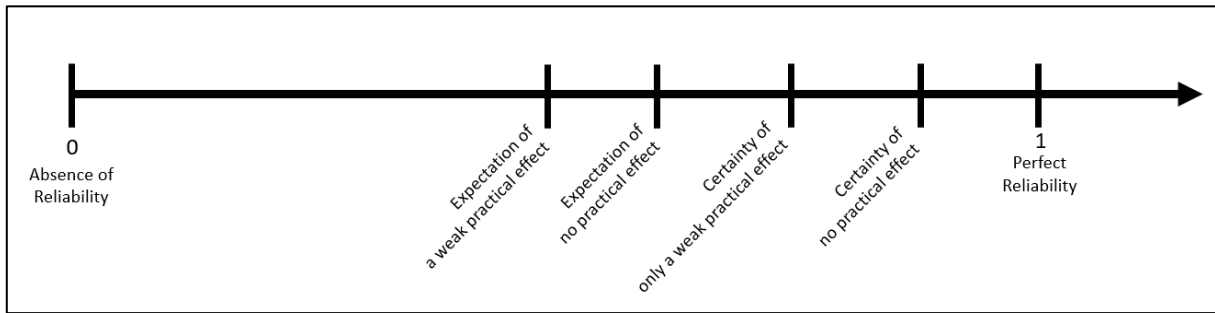 0
Absence of
Reliability
Expectation of
a weak practical effect
Expectation of
no practical effect
Certainty of
only a weak practical effect
Certainty of
no practical effect
1
Perfect
Reliability